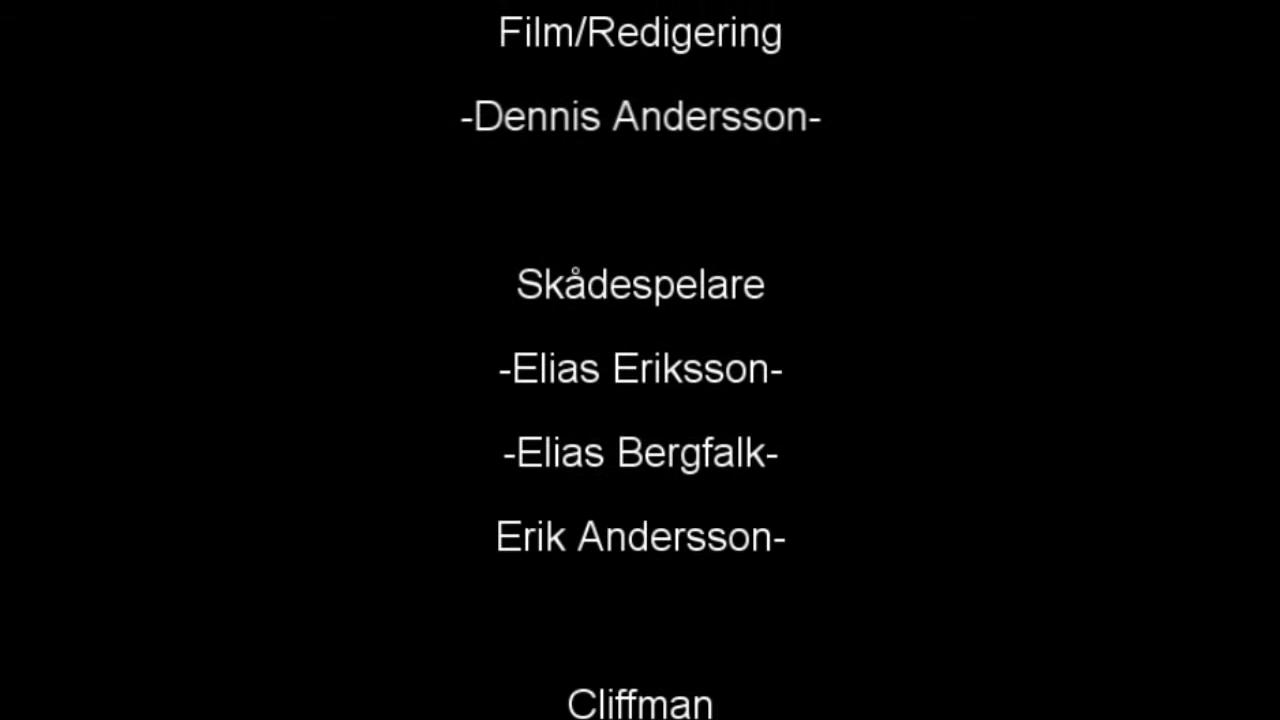 Film/Redigering
-Dennis Andersson-
Skådespelare
-Elias Eriksson-
-Elias Bergfalk-
Erik Andersson-
Cliffman